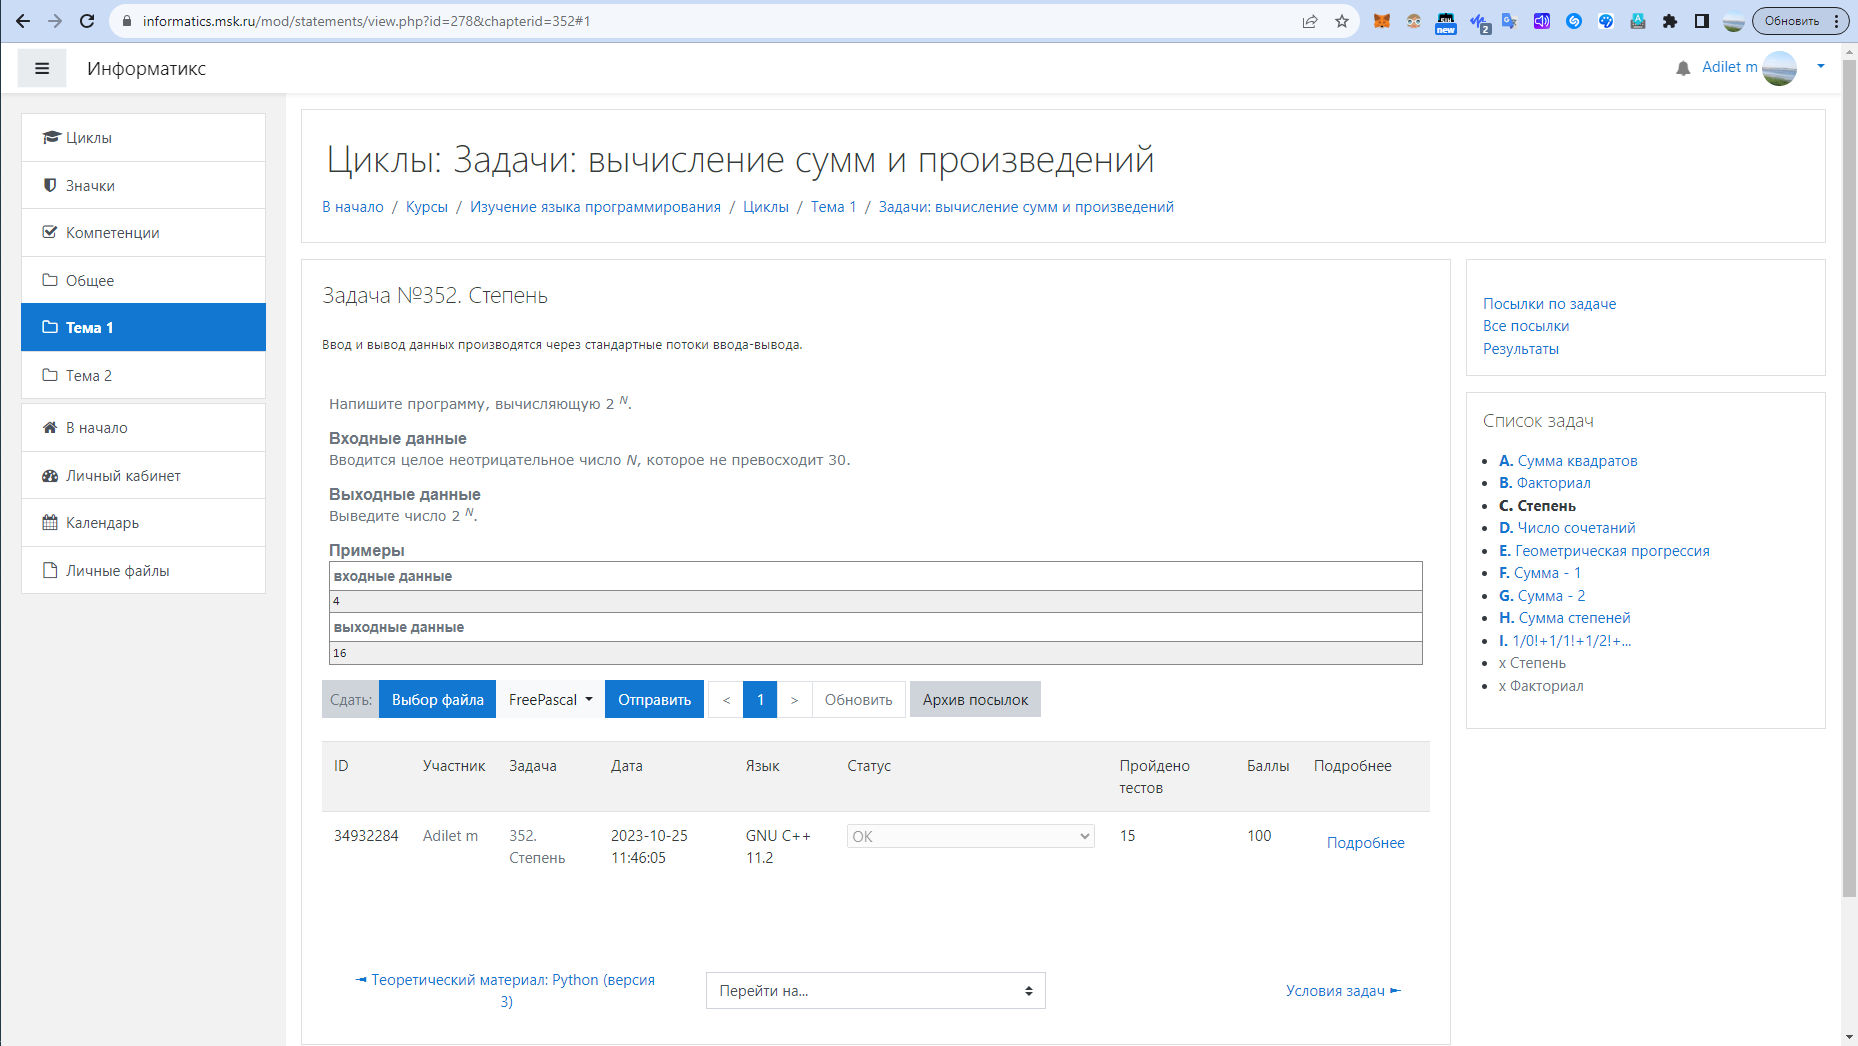 informatics.msk.ru/mod/statements/view.php?id=278&chapterid=352#1
new
2
Обновить
Информатикс
Adilet m
Циклы
Значки
Компетенции
Общее
Тема 1
Тема 2
В начало
Личный кабинет
Календарь
Личные файлы
Циклы: Задачи: вычисление сумм и произведений
В начало / Курсы / Изучение языка программирования / Циклы / Тема 1 / Задачи: вычисление сумм и произведений
Задача №352. Степень
Ввод и вывод данных производятся через стандартные потоки ввода-вывода.
Напишите программу, вычисляющую 2 N.
Входные данные
Вводится целое неотрицательное число N, которое не превосходит 30.
Выходные данные
Выведите число 2 N.
Примеры
входные данные
4
выходные данные
16
Сдать: Выбор файла FreePascal Отправить < 1 > Обновить Архив посылок
ID Участник Задача Дата Язык Статус Пройдено тестов Баллы Подробнее
34932284 Adilet m 352. Степень 2023-10-25 11:46:05 GNU C++ 11.2 OK 15 100 Подробнее
◄ Теоретический материал: Python (версия 3)
Перейти на...
Условия задач ►
Посылки по задаче
Все посылки
Результаты
Список задач
A. Сумма квадратов
B. Факториал
C. Степень
D. Число сочетаний
E. Геометрическая прогрессия
F. Сумма - 1
G. Сумма - 2
H. Сумма степеней
I. 1/0!+1/1!+1/2!+...
x Степень
x Факториал